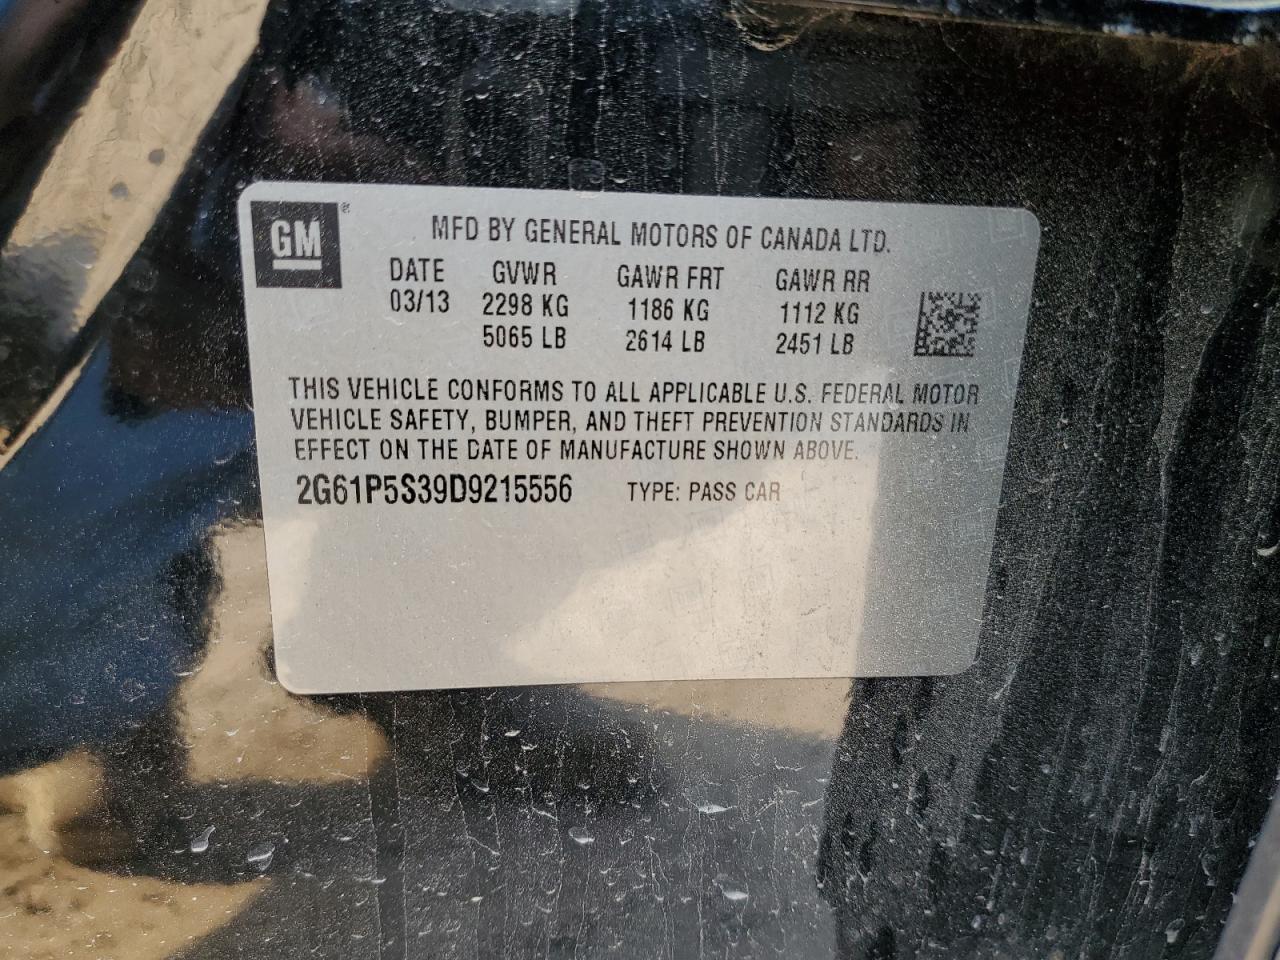 GM®
MFD BY GENERAL MOTORS OF CANADA LTD.
DATE GVWR GAWR FRT GAWR RR
03/13 2298 KG 1186 KG 1112 KG
5065 LB 2614 LB 2451 LB
THIS VEHICLE CONFORMS TO ALL APPLICABLE U.S. FEDERAL MOTOR
VEHICLE SAFETY, BUMPER, AND THEFT PREVENTION STANDARDS IN
EFFECT ON THE DATE OF MANUFACTURE SHOWN ABOVE.
2G61P5S39D9215556 TYPE: PASS CAR